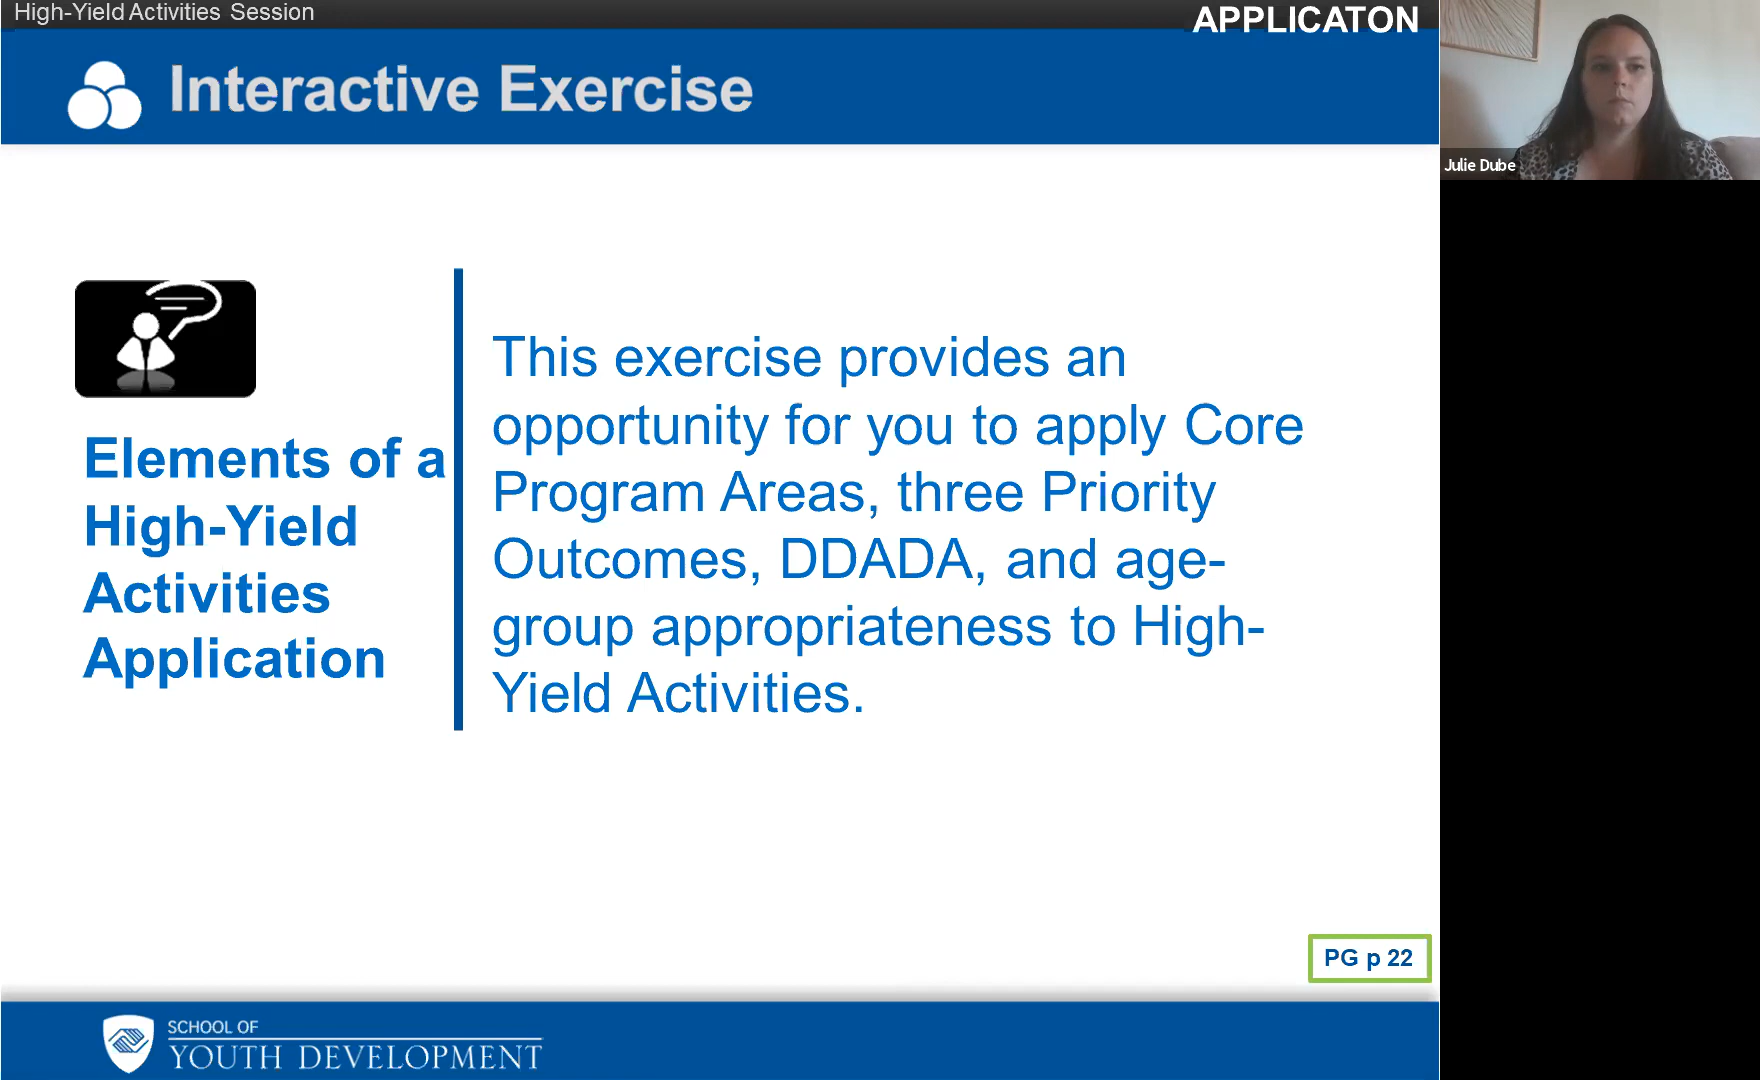 High-Yield Activities Session
APPLICATON
Interactive Exercise
Julie Dube
Elements of a
High-Yield
Activities
Application
This exercise provides an
opportunity for you to apply Core
Program Areas, three Priority
Outcomes, DDADA, and age-
group appropriateness to High-
Yield Activities.
PG p 22
SCHOOL OF
YOUTH DEVELOPMENT